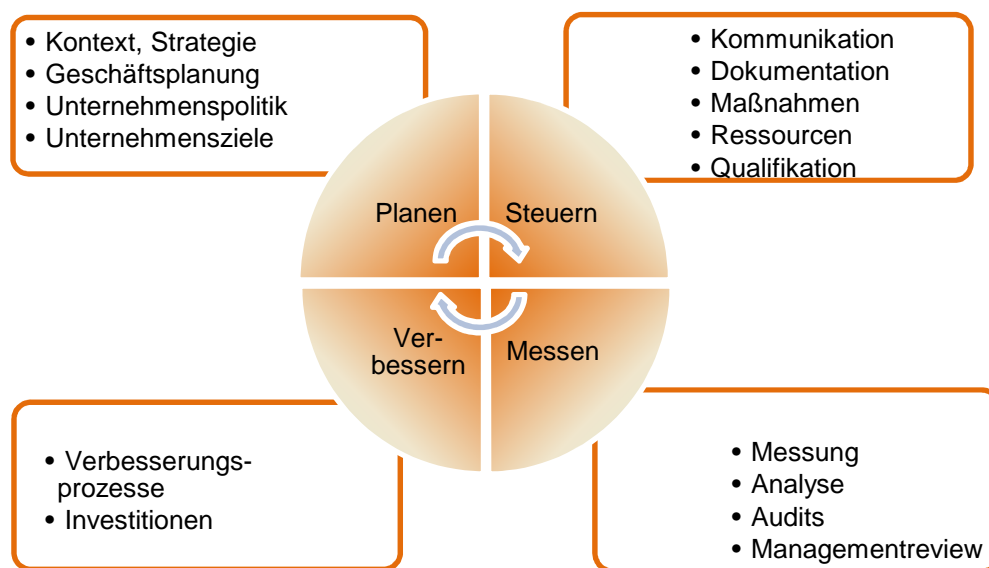 • Kontext, Strategie
• Geschäftsplanung
• Unternehmenspolitik
• Unternehmensziele
• Kommunikation
• Dokumentation
• Maßnahmen
• Ressourcen
• Qualifikation
Planen
Steuern
Ver-
bessern
Messen
• Verbesserungs-
prozesse
• Investitionen
• Messung
• Analyse
• Audits
• Managementreview